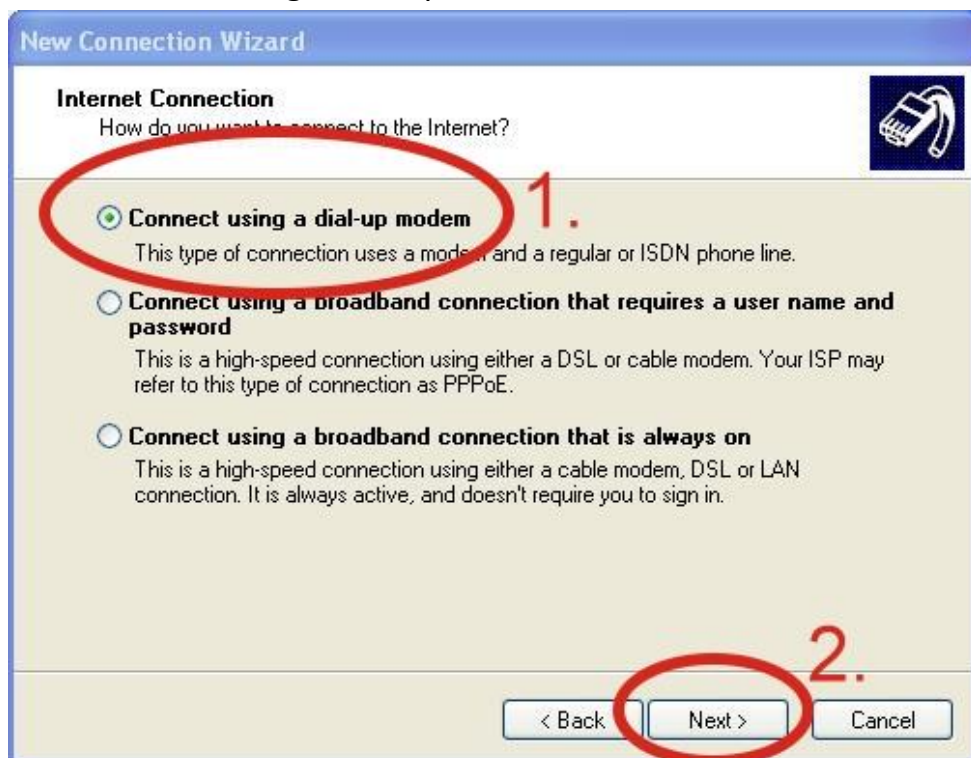 New Connection Wizard
Internet Connection
How do you want to connect to the Internet?
1.
Connect using a dial-up modem
This type of connection uses a modem and a regular or ISDN phone line.
Connect using a broadband connection that requires a user name and
password
This is a high-speed connection using either a DSL or cable modem. Your ISP may
refer to this type of connection as PPPoE.
Connect using a broadband connection that is always on
This is a high-speed connection using either a cable modem, DSL or LAN
connection. It is always active, and doesn't require you to sign in.
2.
< Back Next > Cancel